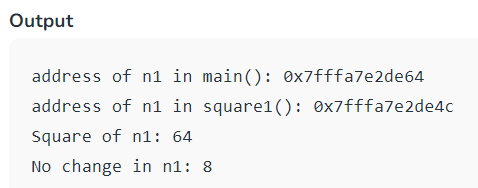 Output
address of n1 in main(): 0x7fffa7e2de64
address of n1 in square1(): 0x7fffa7e2de4c
Square of n1: 64
No change in n1: 8